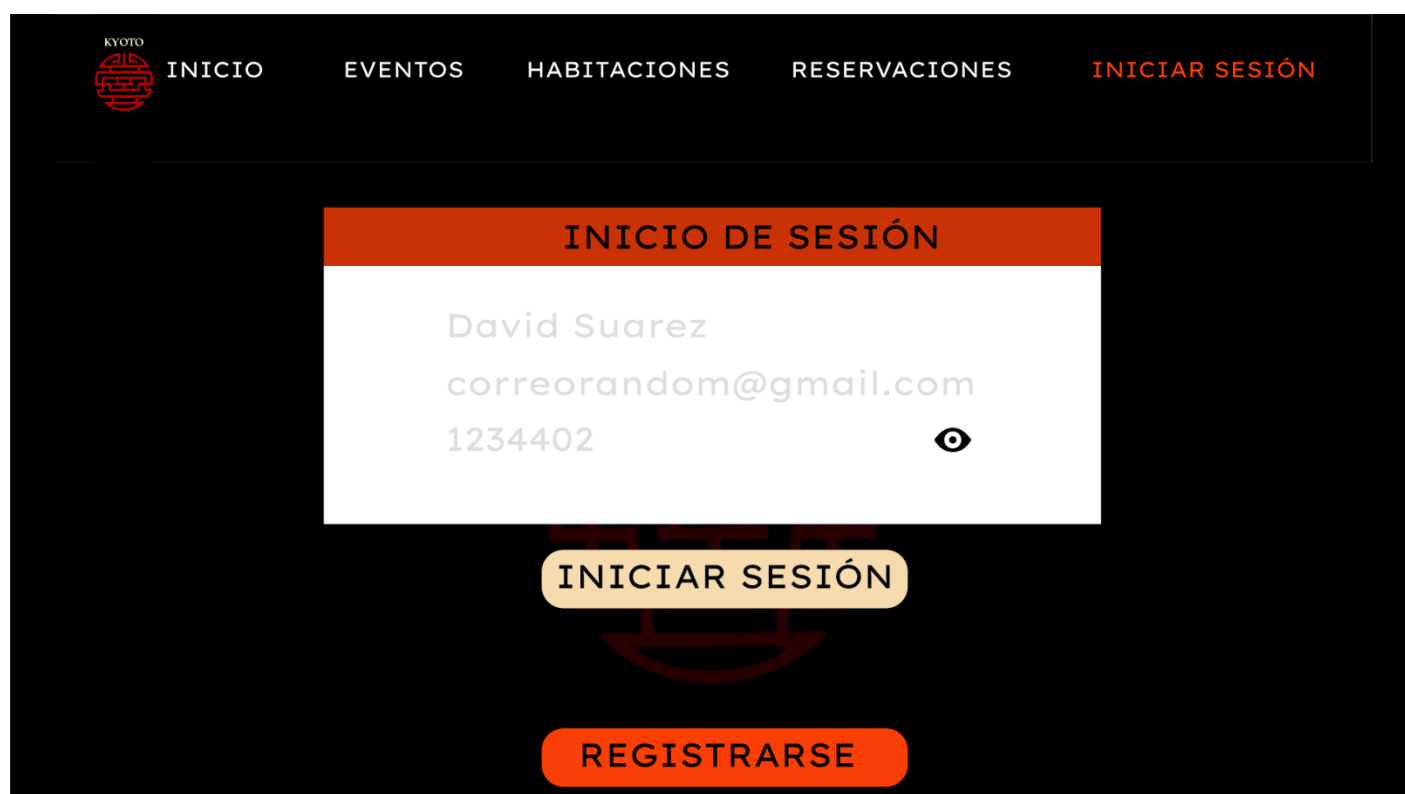 KYOTO
INICIO EVENTOS HABITACIONES RESERVACIONES INICIAR SESIÓN
INICIO DE SESIÓN
David Suarez
correorandom@gmail.com
1234402
INICIAR SESIÓN
REGISTRARSE